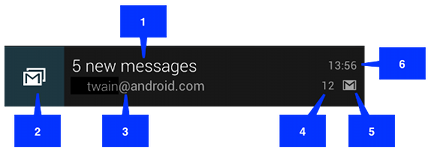 1
5 new messages 13:56 6
twain@android.com 12
2 3 4 5